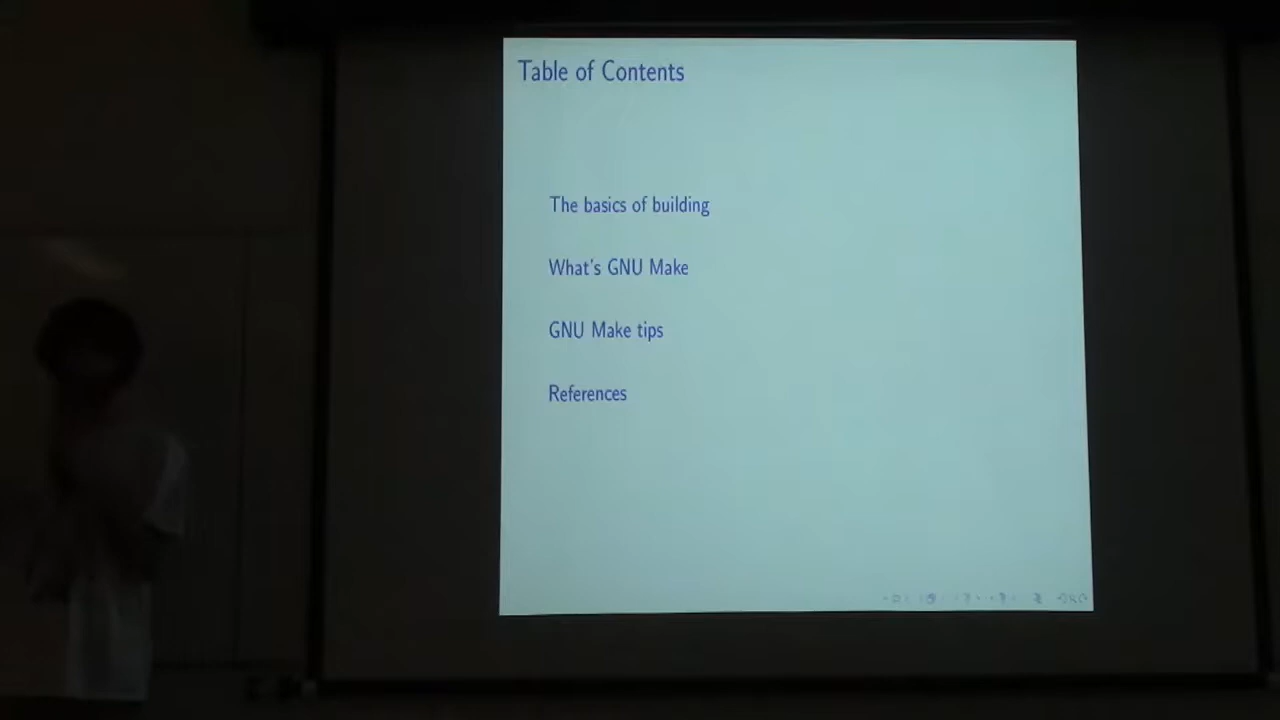 Table of Contents
The basics of building
What's GNU Make
GNU Make tips
References